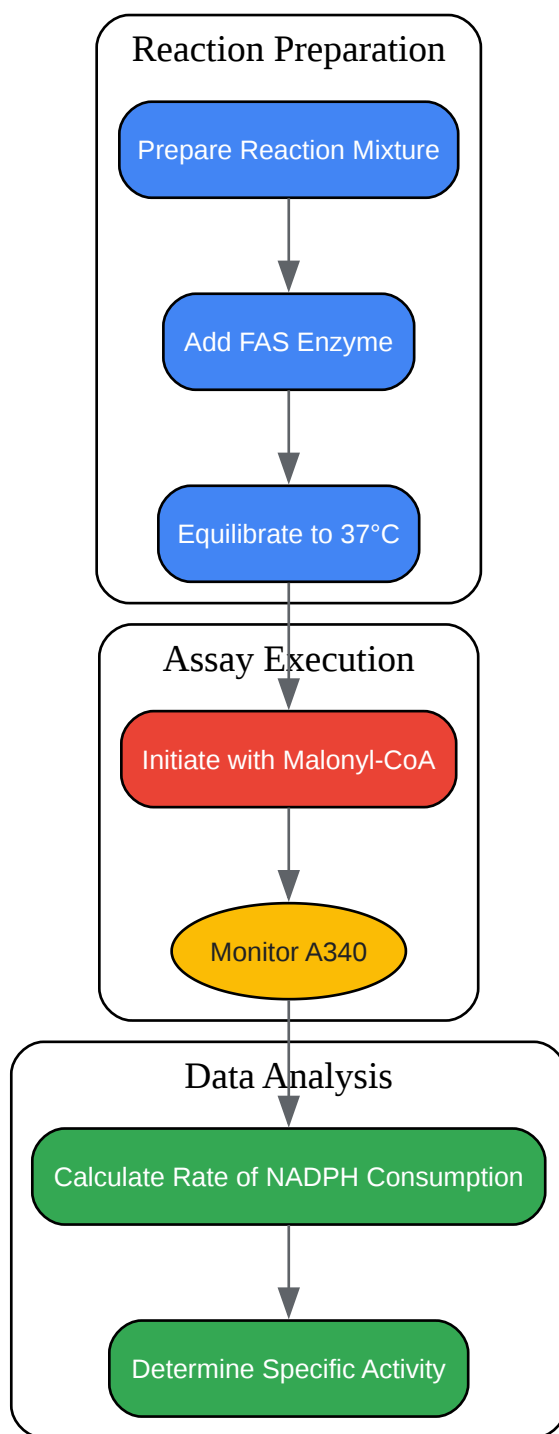 Reaction Preparation
Prepare Reaction Mixture
Add FAS Enzyme
Equilibrate to 37°C
Assay Execution
Initiate with Malonyl-CoA
Monitor A340
Data Analysis
Calculate Rate of NADPH Consumption
Determine Specific Activity